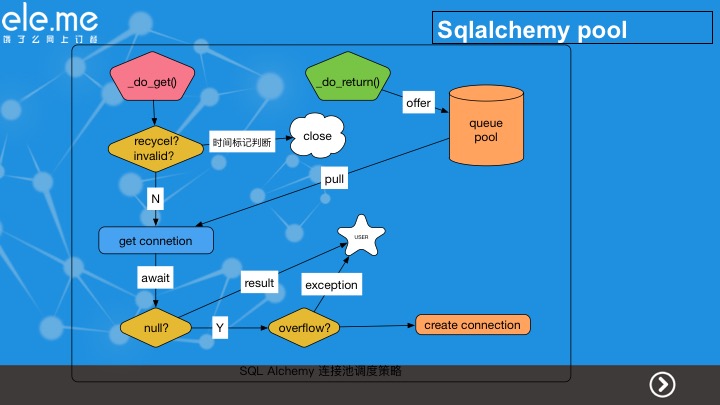 ele.me
饿了么网上订餐
Sqlalchemy pool
_do_get()
_do_return()
offer
queue
pool
recycel?
invalid?
时间标记判断
close
pull
N
get connetion
USER
await
result
exception
null?
Y
overflow?
create connection
SQL Alchemy 连接池调度策略